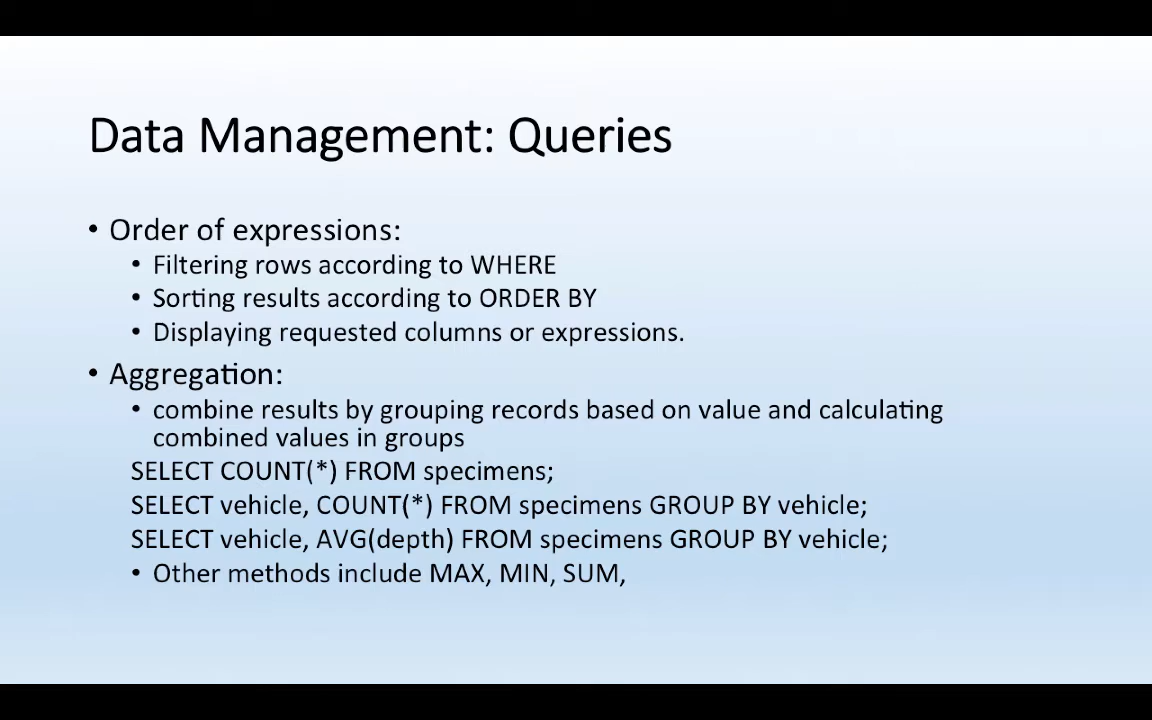 Data Management: Queries
• Order of expressions:
• Filtering rows according to WHERE
• Sorting results according to ORDER BY
• Displaying requested columns or expressions.
• Aggregation:
• combine results by grouping records based on value and calculating
combined values in groups
SELECT COUNT(*) FROM specimens;
SELECT vehicle, COUNT(*) FROM specimens GROUP BY vehicle;
SELECT vehicle, AVG(depth) FROM specimens GROUP BY vehicle;
• Other methods include MAX, MIN, SUM,